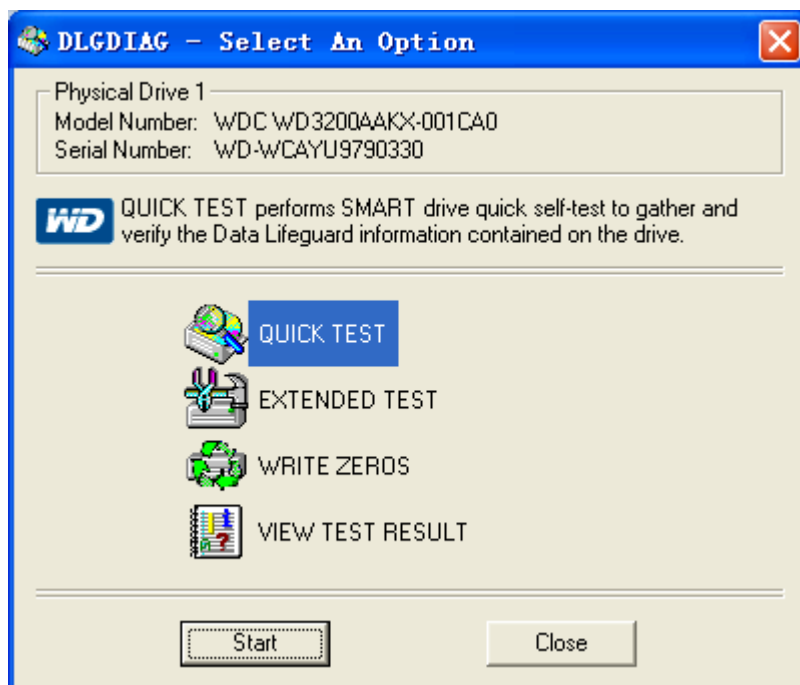 DLGDIAG - Select An Option
Physical Drive 1
Model Number: WDC WD3200AAKX-001CA0
Serial Number: WD-WCAYU9790330
WD
QUICK TEST performs SMART drive quick self-test to gather and
verify the Data Lifeguard information contained on the drive.
QUICK TEST
EXTENDED TEST
WRITE ZEROS
VIEW TEST RESULT
Start
Close